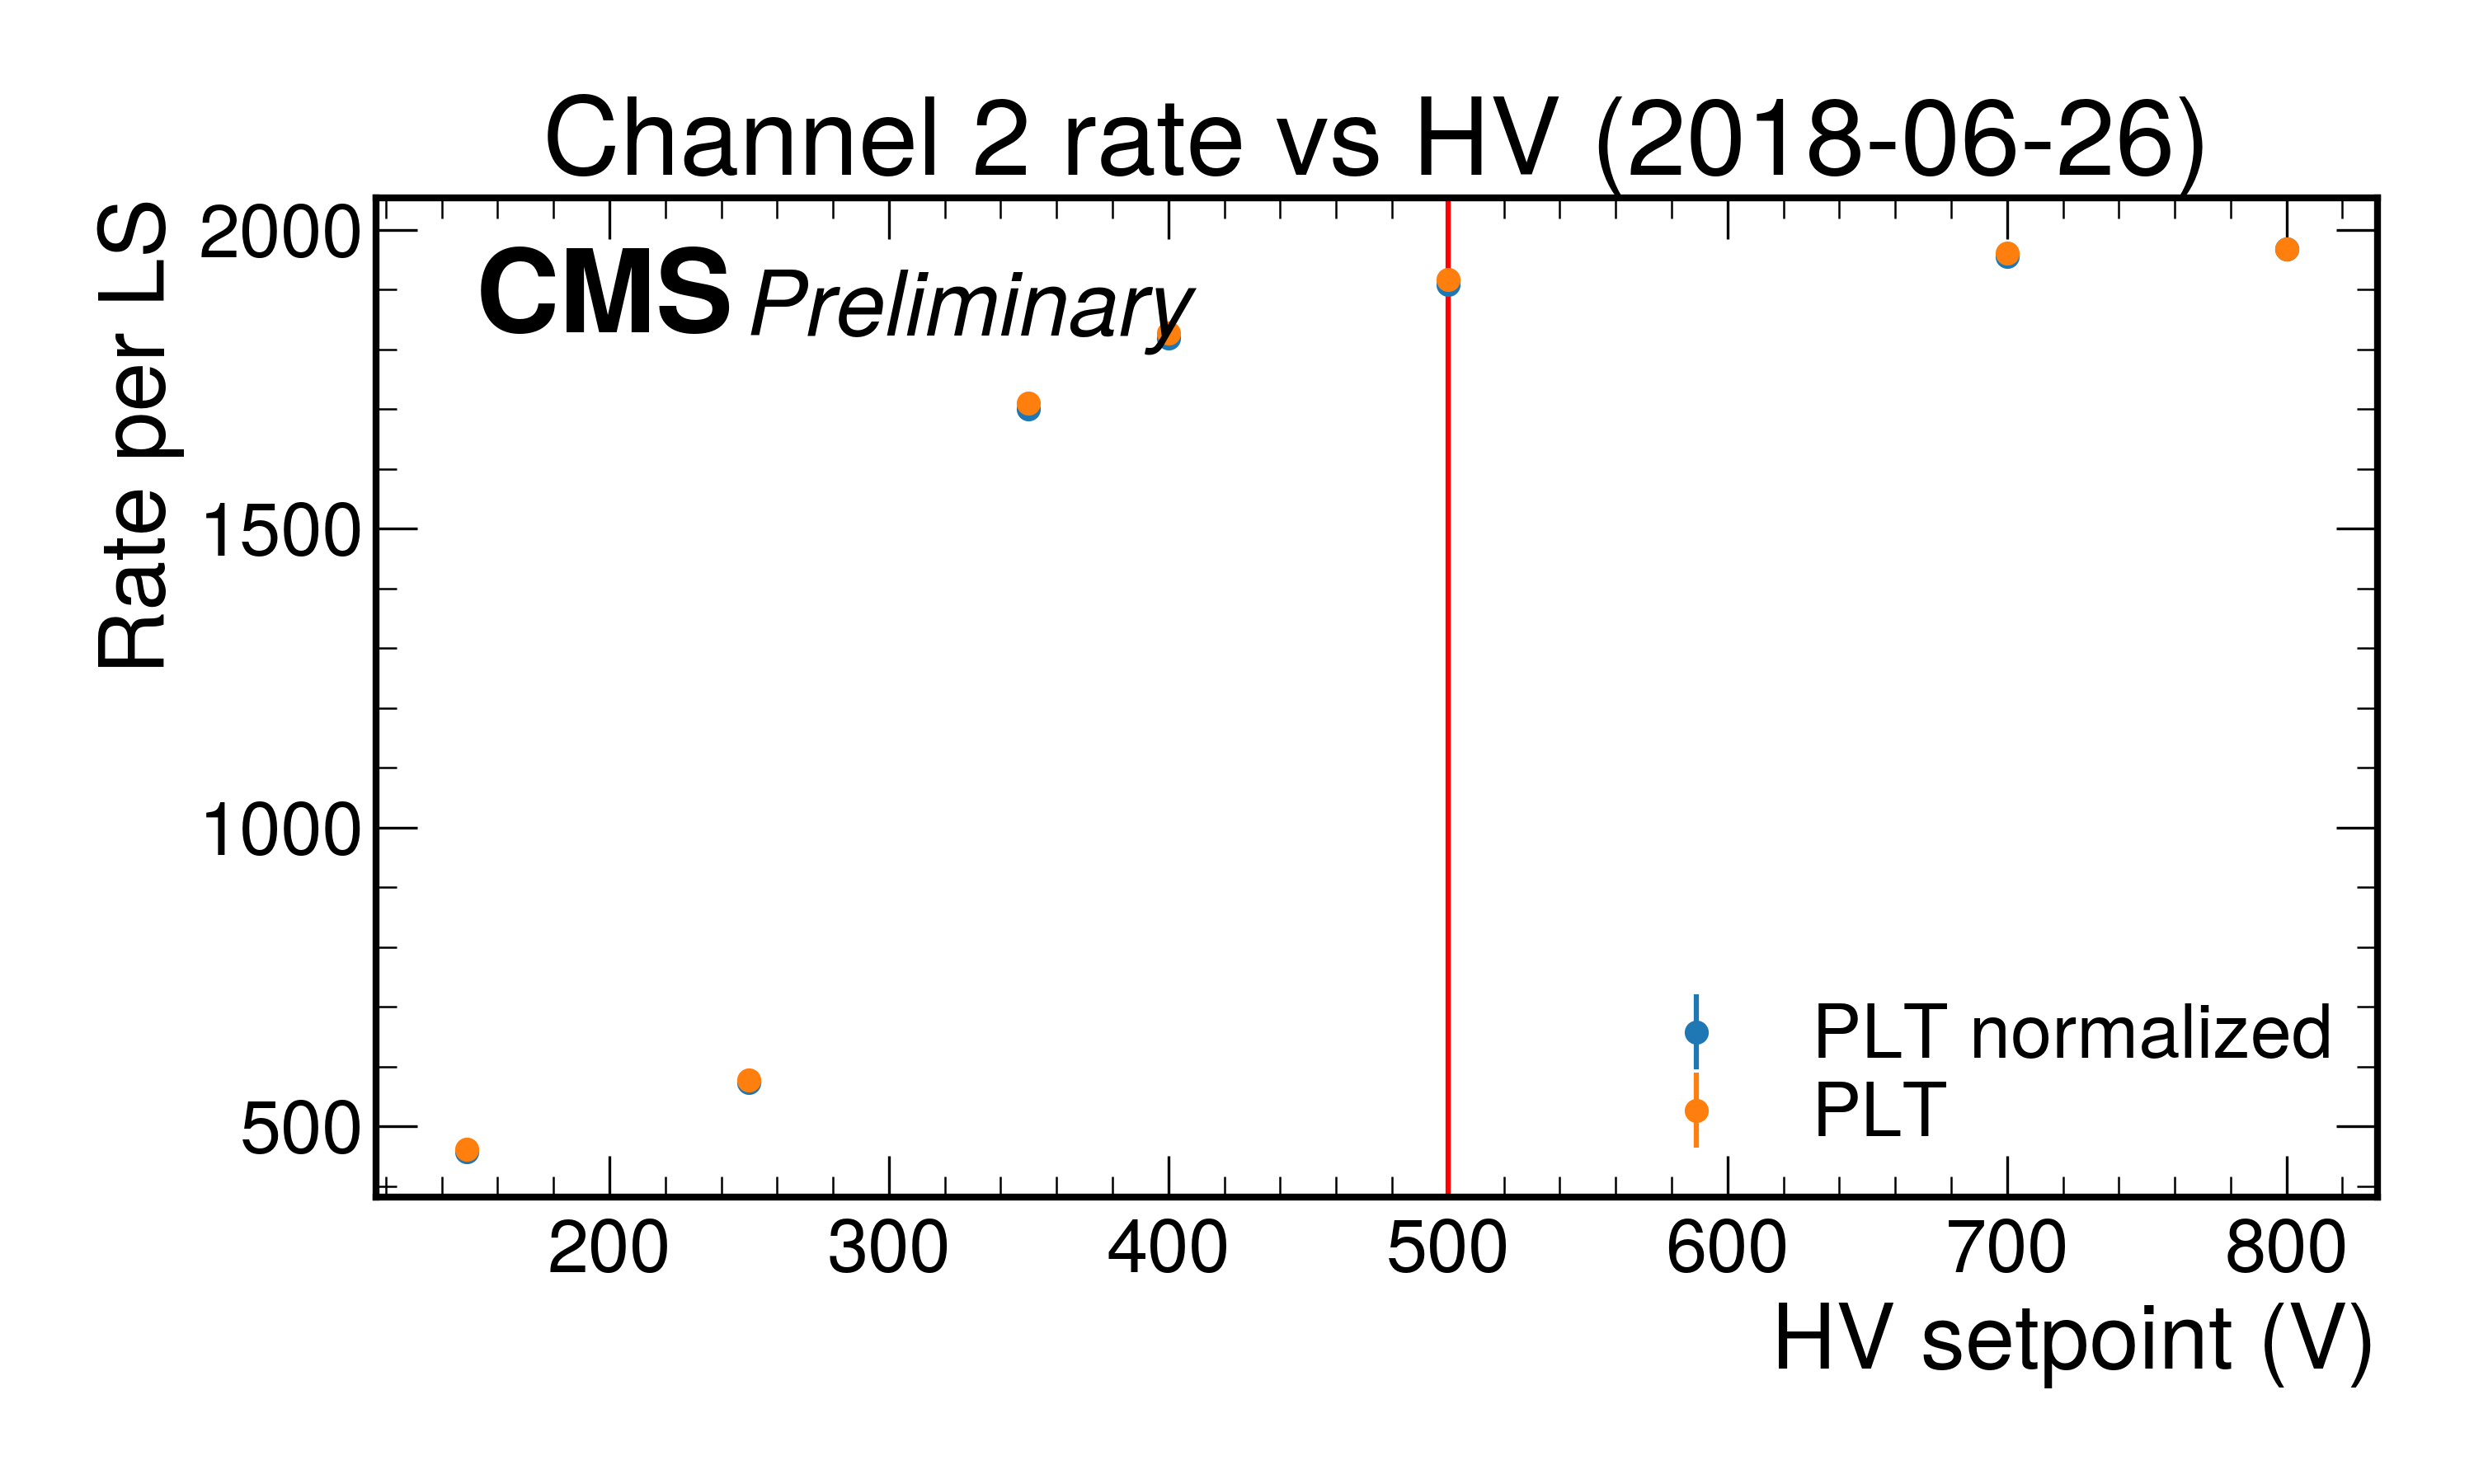 Channel 2 rate vs HV (2018-06-26)
CMS Preliminary
Rate per LS
2000
1500
1000
500
PLT normalized
PLT
200 300 400 500 600 700 800
HV setpoint (V)